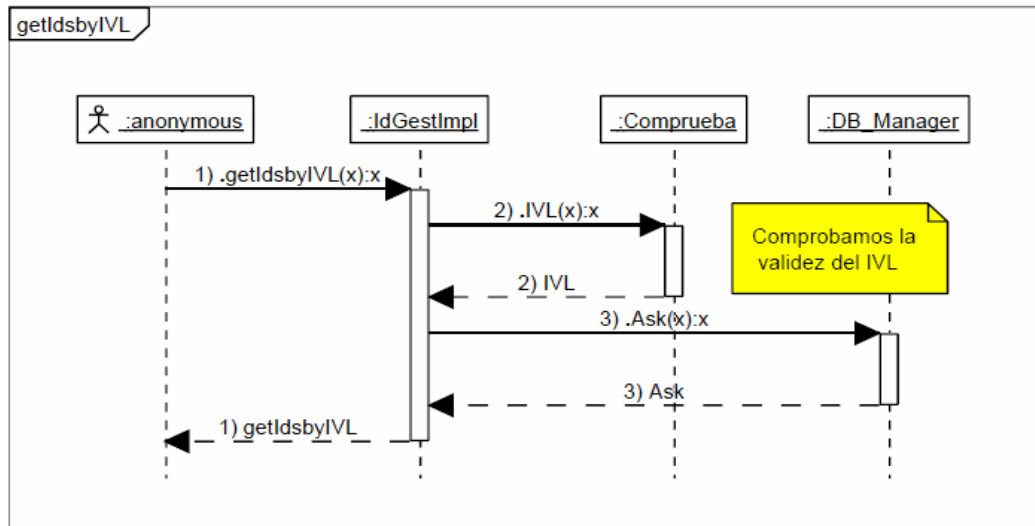 getIdsbyIVL
:anonymous
:IdGestImpl
:Comprueba
:DB_Manager
1) .getIdsbyIVL(x):x
2) .IVL(x):x
Comprobamos la
validez del IVL
2) IVL
3) .Ask(x):x
3) Ask
1) getIdsbyIVL